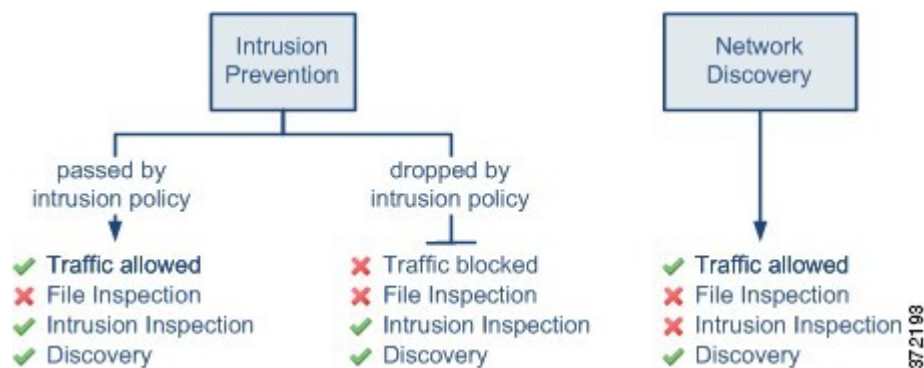 Intrusion
Prevention
Network
Discovery
passed by
intrusion policy
dropped by
intrusion policy
Traffic allowed
File Inspection
Intrusion Inspection
Discovery
Traffic blocked
File Inspection
Intrusion Inspection
Discovery
Traffic allowed
File Inspection
Intrusion Inspection
Discovery
372193